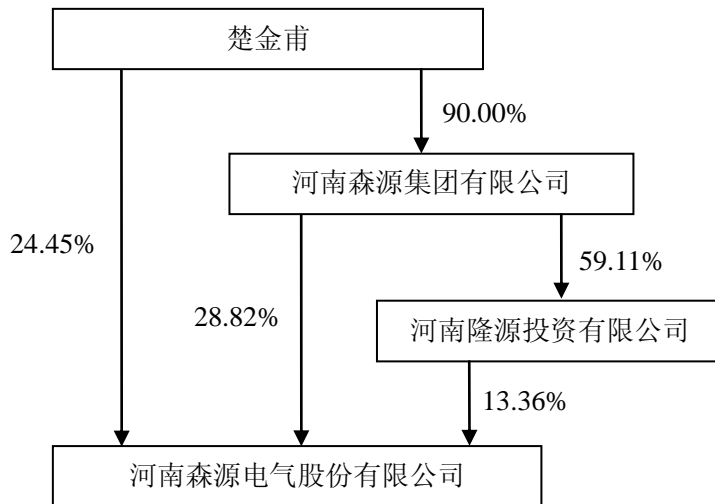 楚金甫
90.00%
河南森源集团有限公司
24.45%
59.11%
28.82%
河南隆源投资有限公司
13.36%
河南森源电气股份有限公司